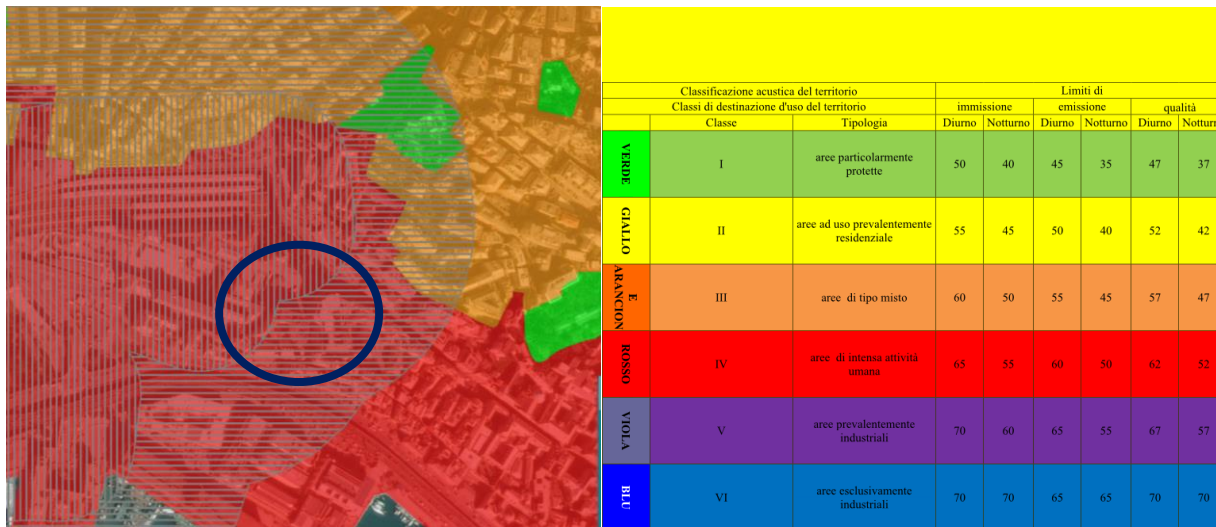 Classificazione acustica del territorio Limiti di
Classi di destinazione d'uso del territorio immissione emissione qualità
Classe Tipologia Diurno Notturno Diurno Notturno Diurno Notturn
VERDE I aree particolarmente protette 50 40 45 35 47 37
GIALLO II aree ad uso prevalentemente residenziale 55 45 50 40 52 42
ARANCION E III aree di tipo misto 60 50 55 45 57 47
ROSSO IV aree di intensa attività umana 65 55 60 50 62 52
VIOLA V aree prevalentemente industriali 70 60 65 55 67 57
BLU VI aree esclusivamente industriali 70 70 65 65 70 70